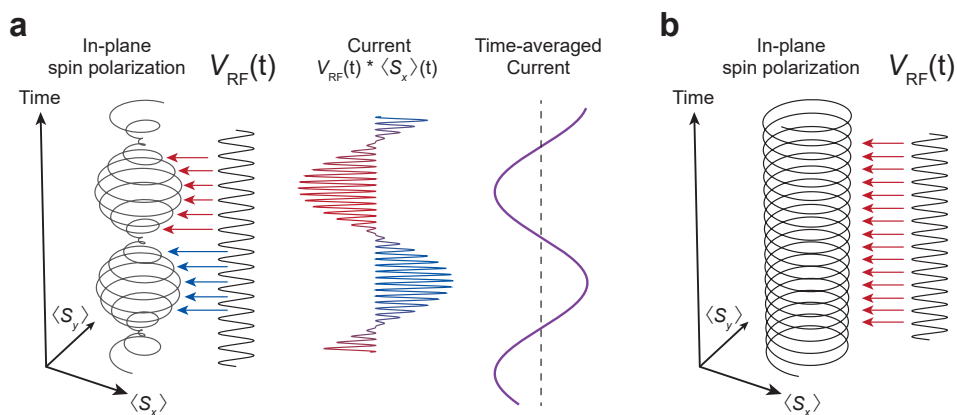 a
In-plane
spin polarization
V_RF(t)
Current
V_RF(t) * ⟨S_x⟩(t)
Time-averaged
Current
Time
⟨S_y⟩
⟨S_x⟩
b
In-plane
spin polarization
V_RF(t)
Time
⟨S_y⟩
⟨S_x⟩